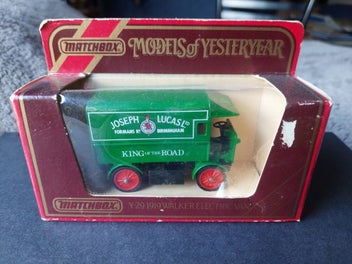 MATCHBOX
MODELS of YESTERYEAR
JOSEPH LUCAS LTD
FORMANS RD BIRMINGHAM
KING OF THE ROAD
MATCHBOX
Y-29 1919 WALKER ELECTRIC VAN